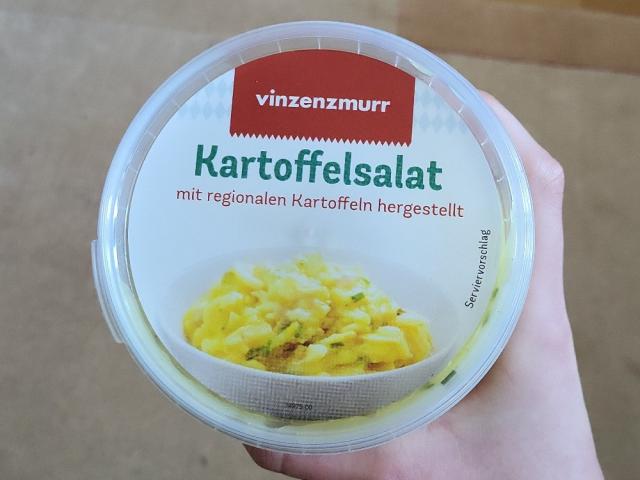 vinzenzmurr
Kartoffelsalat
mit regionalen Kartoffeln hergestellt
Serviervorschlag